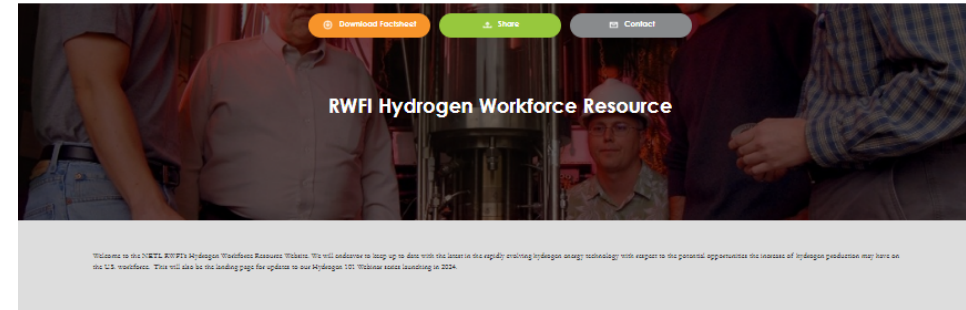 Download Factsheet
Share
Contact
RWFI Hydrogen Workforce Resource
Welcome to the NETL RWFI's Hydrogen Workforce Resource Website. We will endeavor to keep up to date with the latest in the rapidly evolving hydrogen energy technology with respect to the potential opportunities the increase of hydrogen production may have on
the U.S. workforce. This will also be the landing page for updates to our Hydrogen 101 Webinar series launching in 2024.